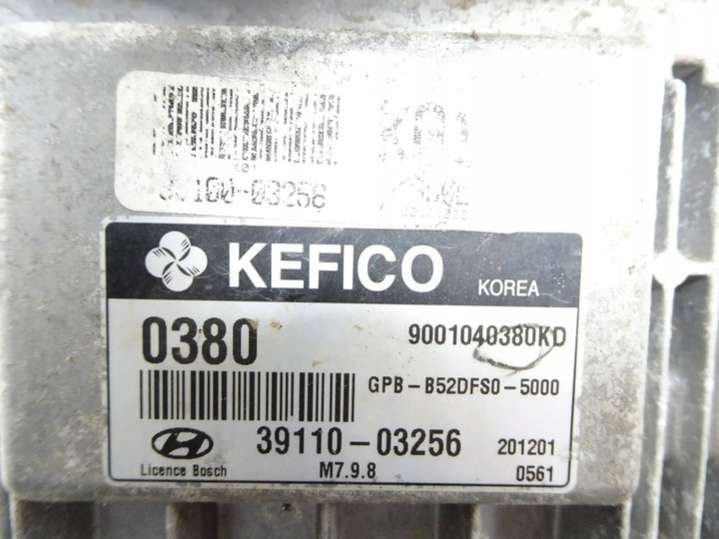 KEFICO KOREA
0380 9001040380KD
GPB-B52DFS0-5000
39110-03256 201201
Licence Bosch M7.9.8 0561